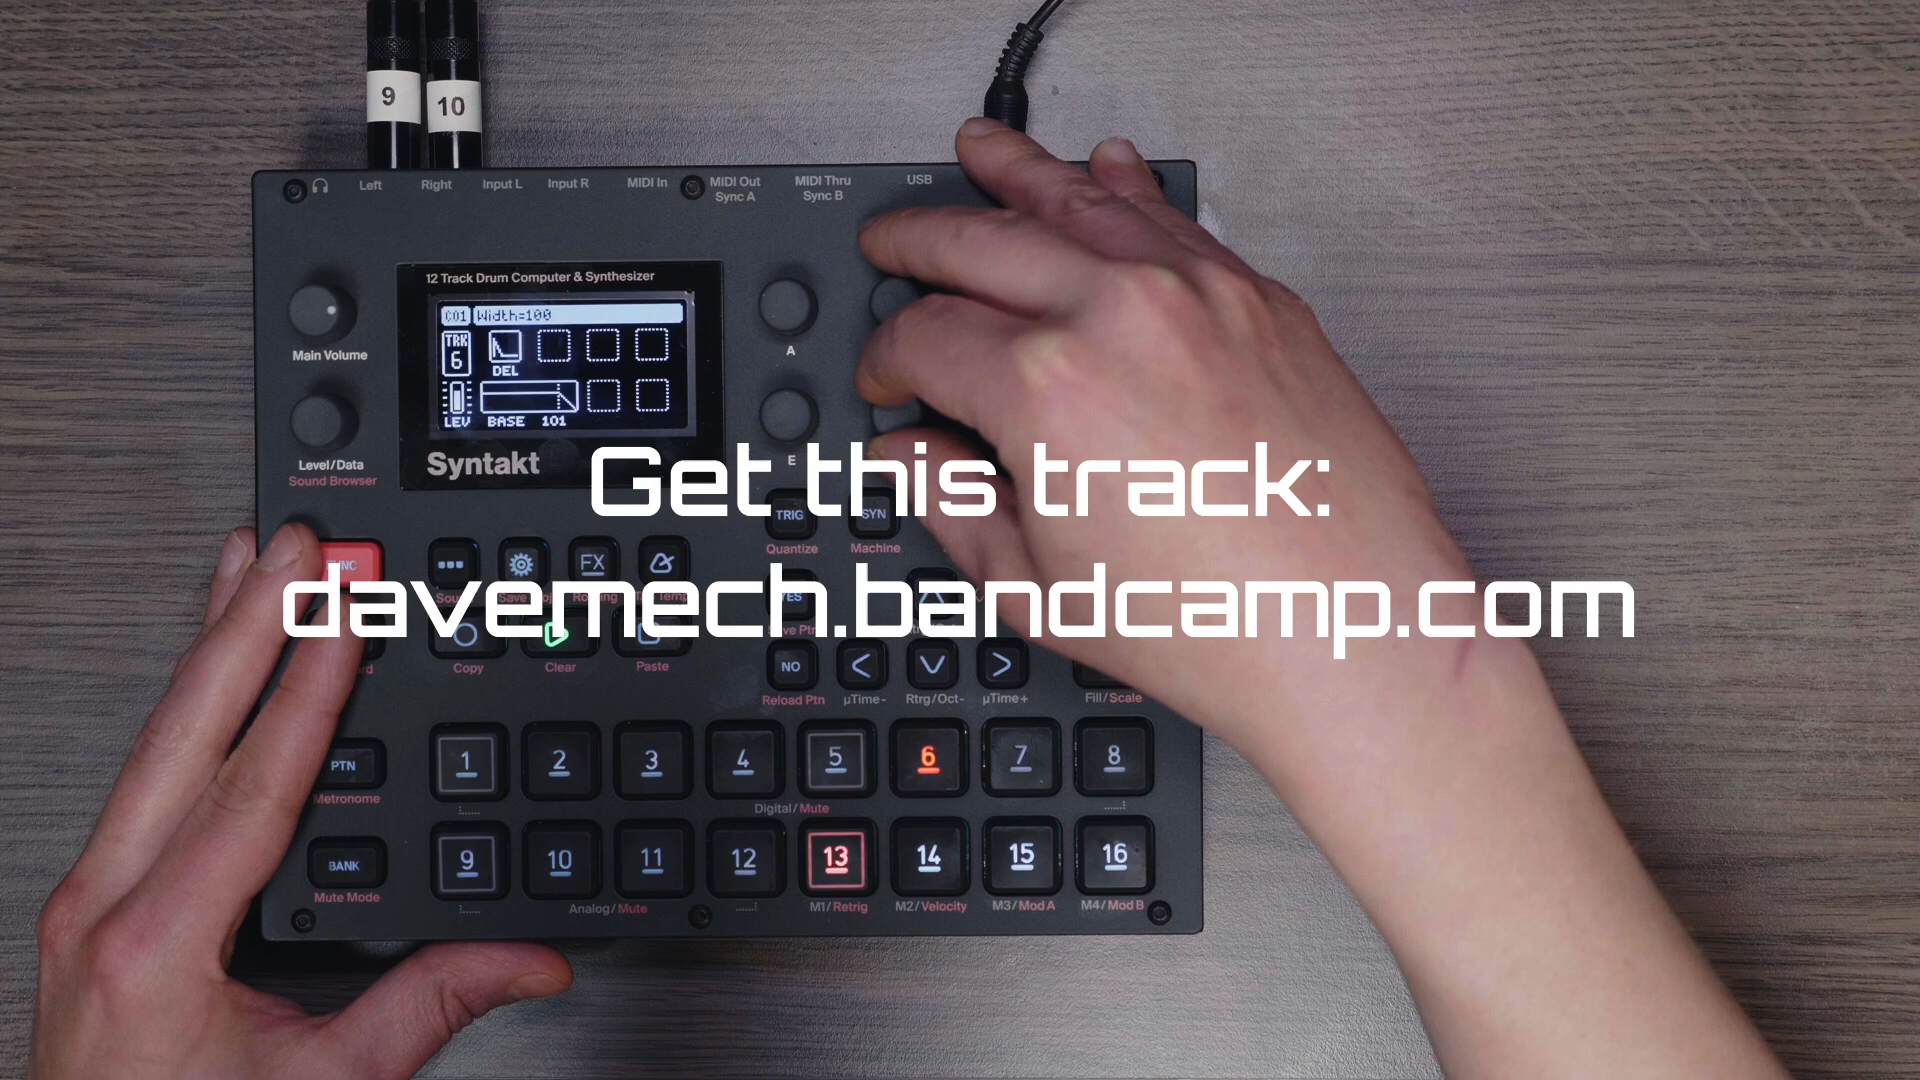 9
10
Left Right Input L Input R MIDI In MIDI Out MIDI Thru USB
Sync A Sync B
12 Track Drum Computer & Synthesizer
C01 Width=100
TRK
6
DEL
LEV BASE 101
Main Volume
A
Level/Data
Sound Browser
Syntakt
E
Get this track:
TRIG SYN
Quantize Machine
FX
davemech.bandcamp.com
YES
NO
Copy Clear Paste
Reload Ptn µTime- Rtrg/Oct- µTime+ Fill/Scale
PTN
Metronome
1 2 3 4 5 6 7 8
Digital/Mute
BANK
Mute Mode
9 10 11 12 13 14 15 16
Analog/Mute M1/Retrig M2/Velocity M3/Mod A M4/Mod B